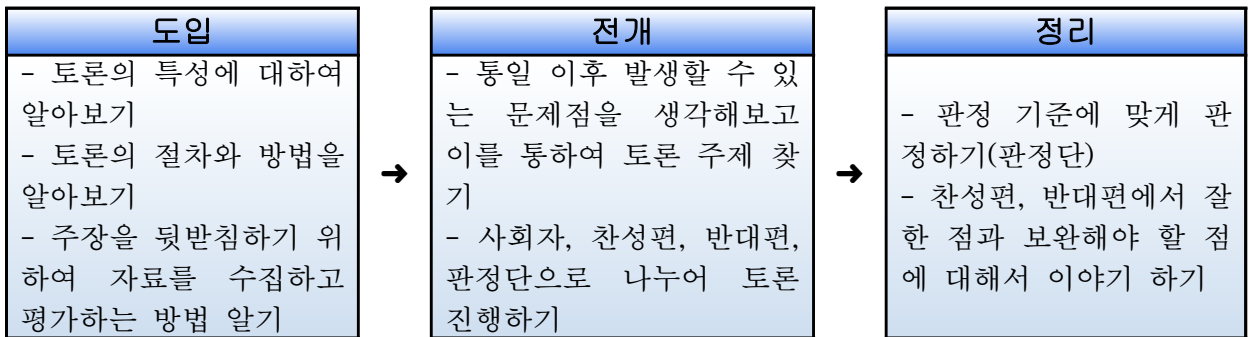 도입
- 토론의 특성에 대하여
알아보기
- 토론의 절차와 방법을
알아보기
- 주장을 뒷받침하기 위
하여 자료를 수집하고
평가하는 방법 알기
➜
전개
- 통일 이후 발생할 수 있
는 문제점을 생각해보고
이를 통하여 토론 주제 찾
기
- 사회자, 찬성편, 반대편,
판정단으로 나누어 토론
진행하기
➜
정리
- 판정 기준에 맞게 판
정하기(판정단)
- 찬성편, 반대편에서 잘
한 점과 보완해야 할 점
에 대해서 이야기 하기